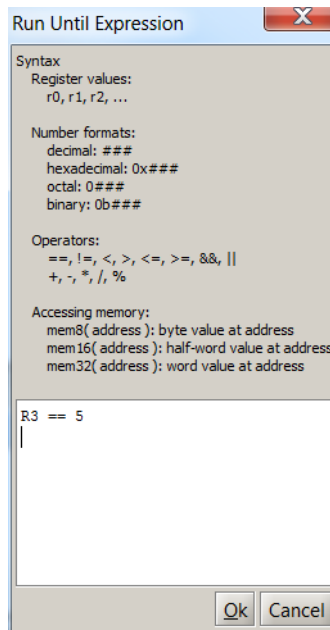 Run Until Expression
Syntax
Register values:
r0, r1, r2, ...
Number formats:
decimal: ###
hexadecimal: 0x###
octal: 0###
binary: 0b###
Operators:
==, !=, <, >, <=, >=, &&, ||
+, -, *, /, %
Accessing memory:
mem8( address ): byte value at address
mem16( address ): half-word value at address
mem32( address ): word value at address
R3 == 5
Ok Cancel